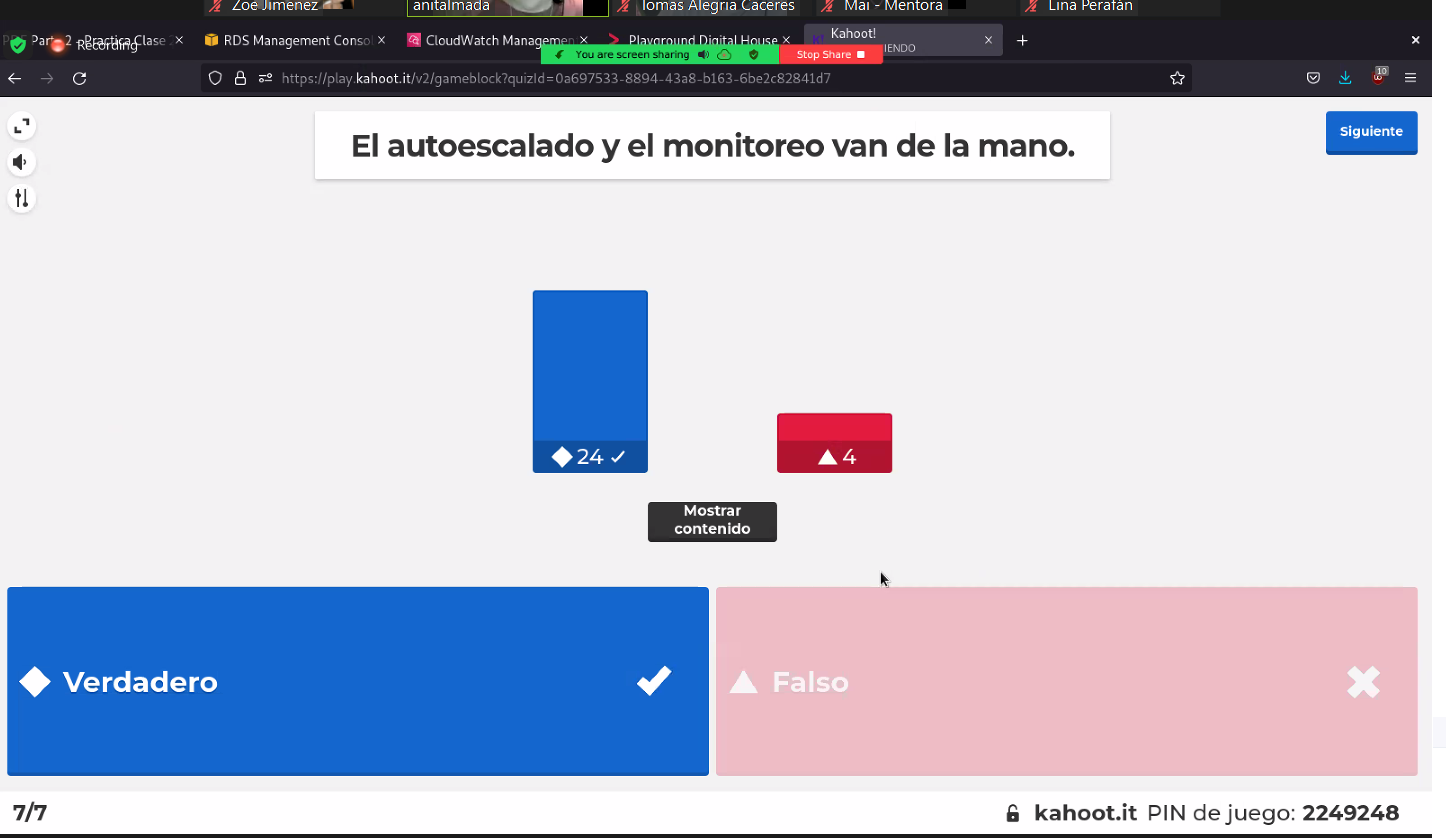 Zoe Jimenez
anitalmada
Tomas Alegria Caceres
Mai - Mentora
Lina Perafán
Part 2 - Practica Clase
Recording
RDS Management Consol
CloudWatch Managemen
Playground Digital House
Kahoot!
IENDO
You are screen sharing
Stop Share
https://play.kahoot.it/v2/gameblock?quizId=0a697533-8894-43a8-b163-6be2c82841d7
10
El autoescalado y el monitoreo van de la mano.
Siguiente
24
4
Mostrar
contenido
Verdadero
Falso
7/7
kahoot.it PIN de juego: 2249248